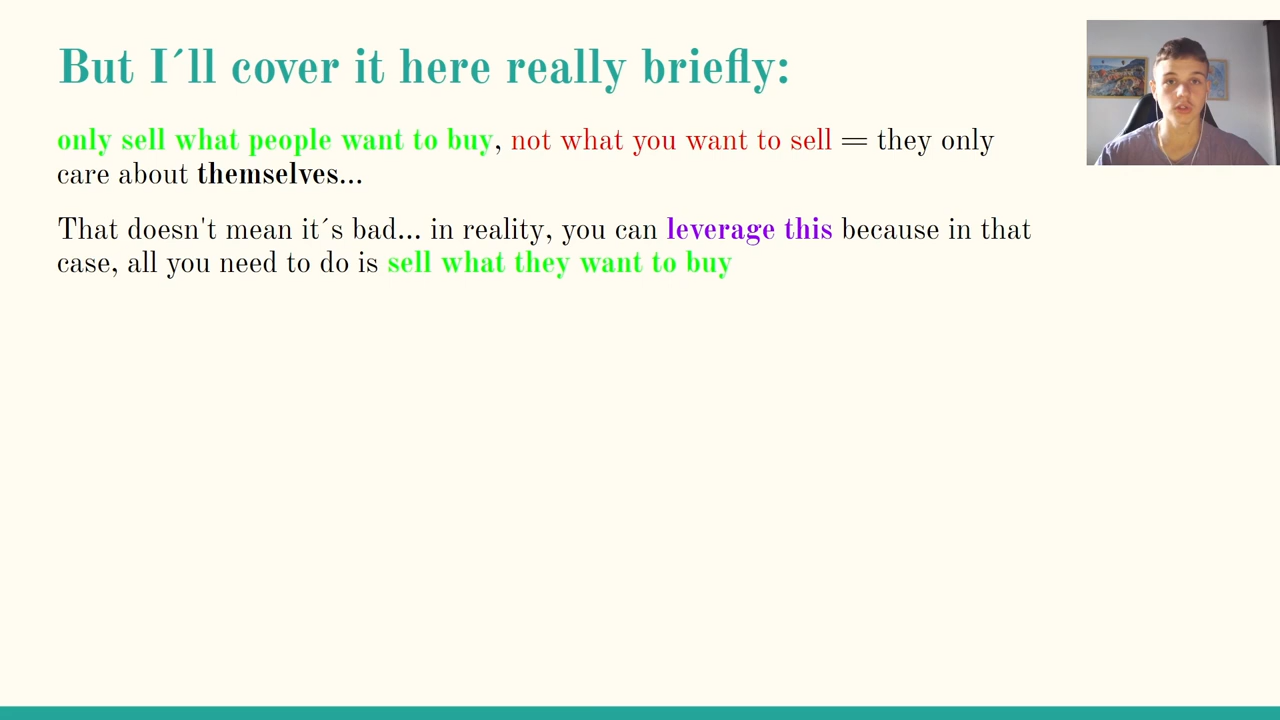 But I´ll cover it here really briefly:
only sell what people want to buy, not what you want to sell = they only
care about themselves...
That doesn't mean it´s bad... in reality, you can leverage this because in that
case, all you need to do is sell what they want to buy